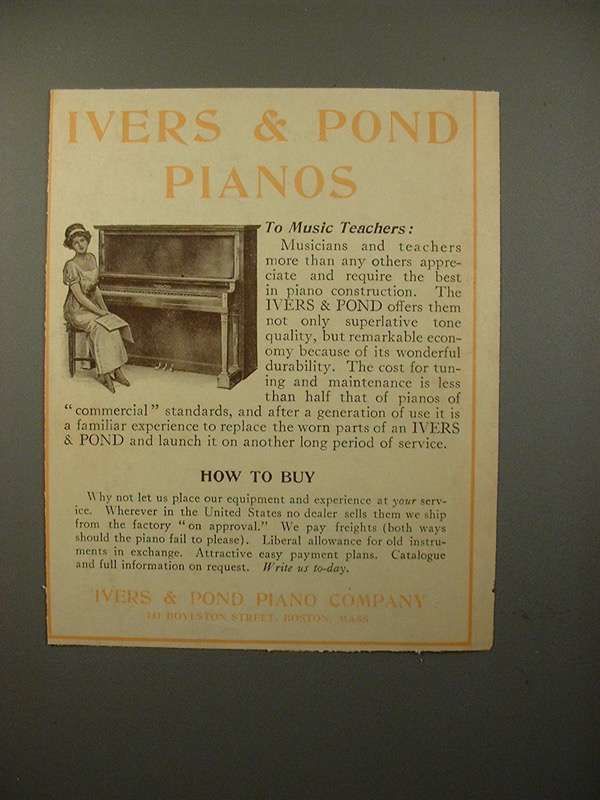 IVERS & POND
PIANOS
To Music Teachers:
Musicians and teachers
more than any others appre-
ciate and require the best
in piano construction. The
IVERS & POND offers them
not only superlative tone
quality, but remarkable econ-
omy because of its wonderful
durability. The cost for tun-
ing and maintenance is less
than half that of pianos of
"commercial" standards, and after a generation of use it is
a familiar experience to replace the worn parts of an IVERS
& POND and launch it on another long period of service.
HOW TO BUY
Why not let us place our equipment and experience at your serv-
ice. Wherever in the United States no dealer sells them we ship
from the factory "on approval." We pay freights (both ways
should the piano fail to please). Liberal allowance for old instru-
ments in exchange. Attractive easy payment plans. Catalogue
and full information on request. Write us to-day.
IVERS & POND PIANO COMPANY
BOYLSTON STREET, BOSTON, MASS